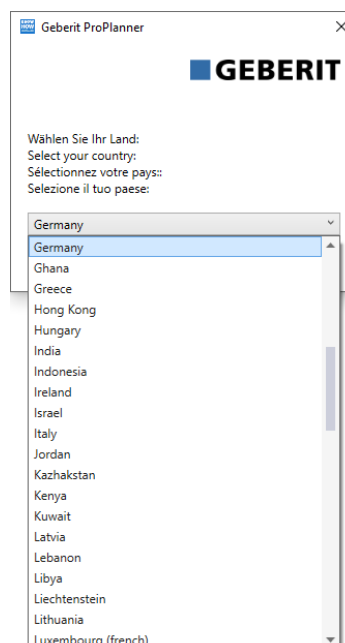 Geberit ProPlanner
GEBERIT
Wählen Sie Ihr Land:
Select your country:
Sélectionnez votre pays::
Selezione il tuo paese:
Germany
Germany
Ghana
Greece
Hong Kong
Hungary
India
Indonesia
Ireland
Israel
Italy
Jordan
Kazhakstan
Kenya
Kuwait
Latvia
Lebanon
Libya
Liechtenstein
Lithuania
Luxembourg (french)